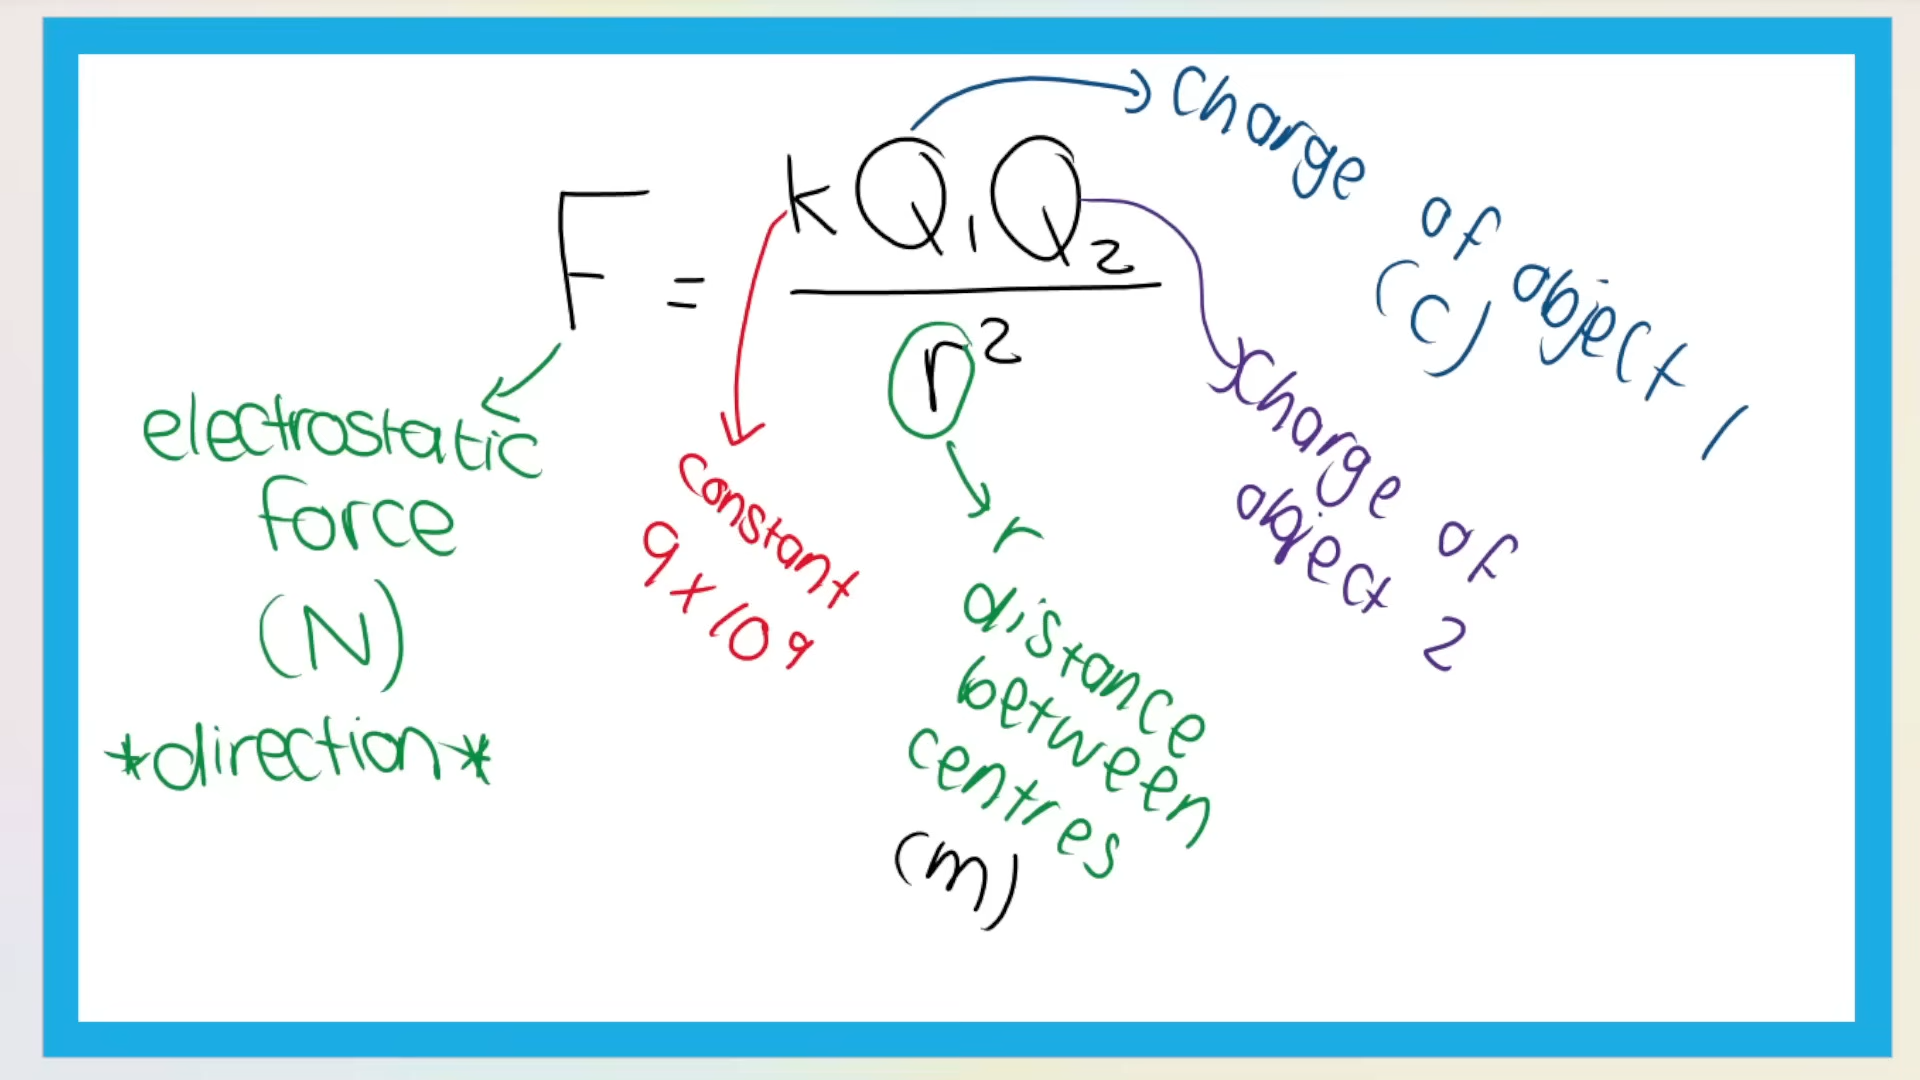 F = kQ₁Q₂ / r²
charge of object 1
(C)
charge of
object 2
electrostatic
force
(N)
*direction*
constant
9 x 10⁹
r
distance
between
centres
(m)